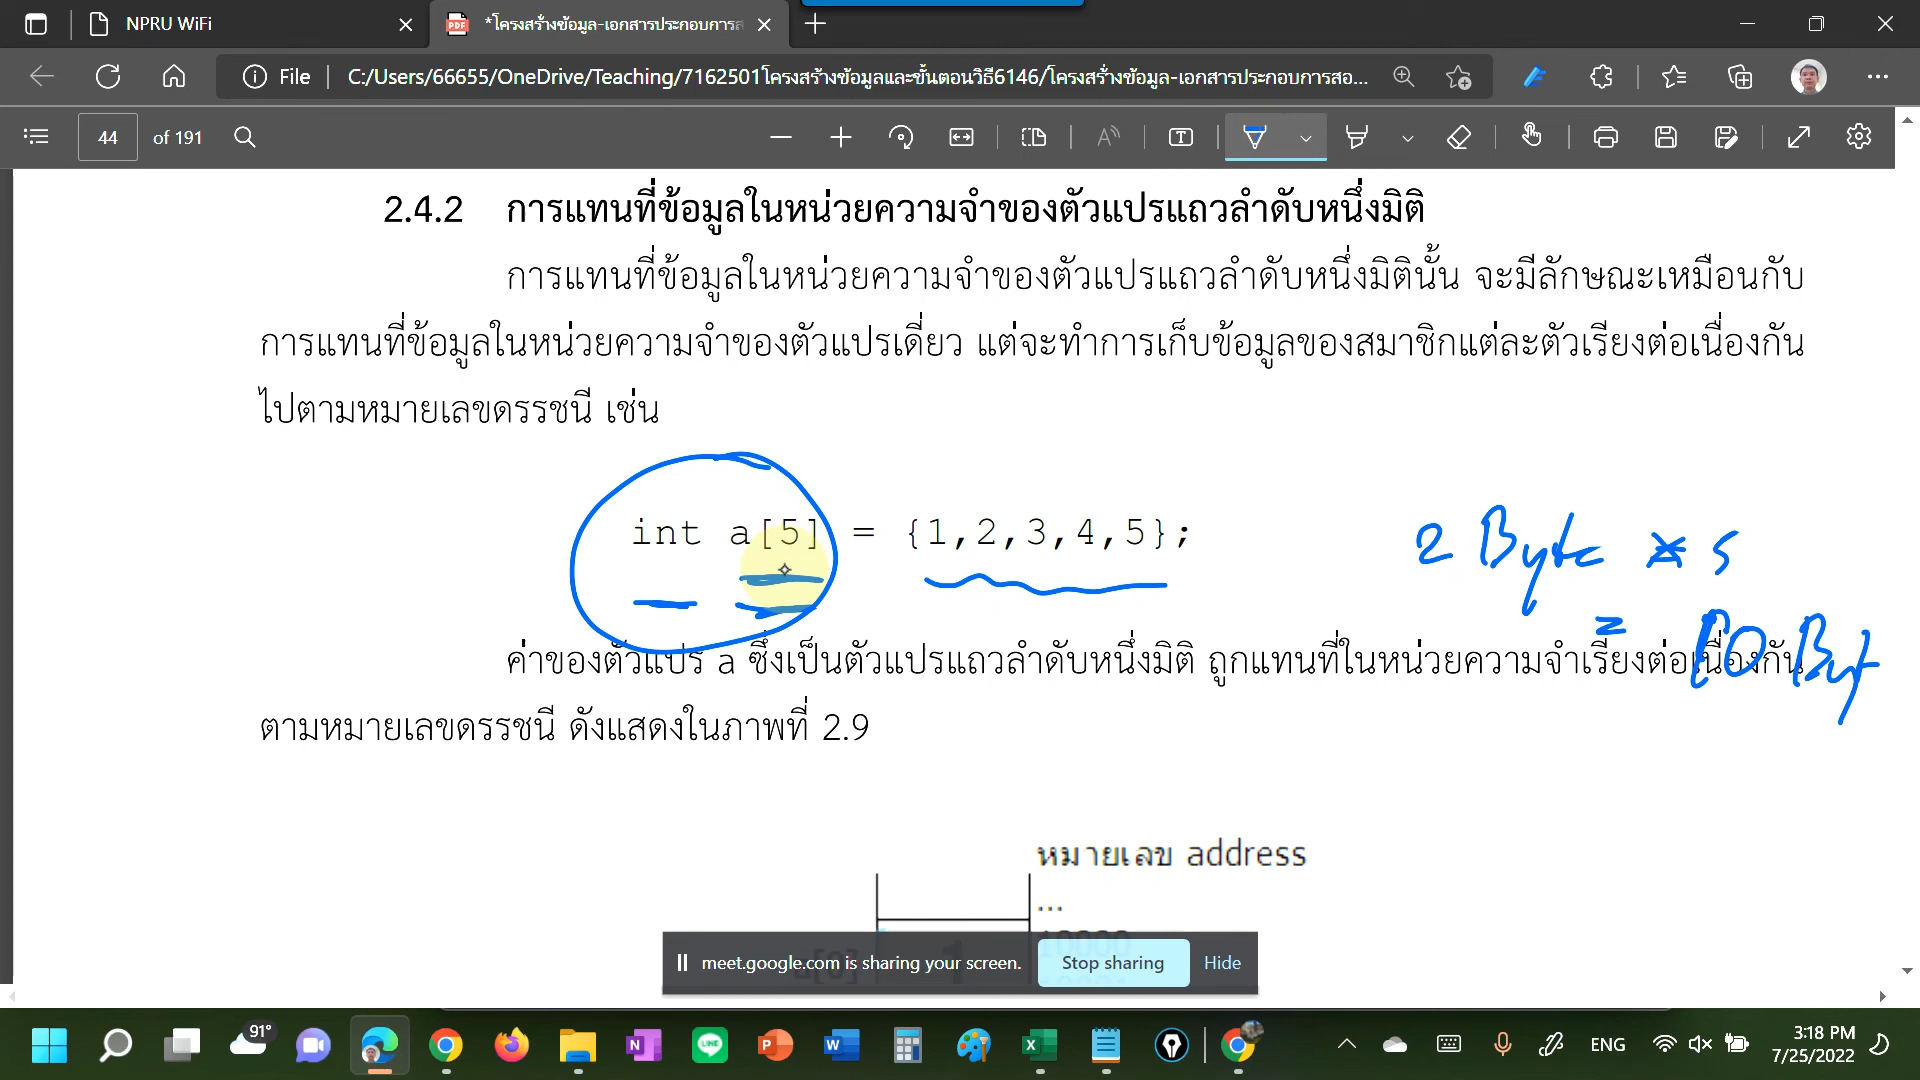 NPRU WiFi
*โครงสร้างข้อมูล-เอกสารประกอบการส
File
C:/Users/66655/OneDrive/Teaching/7162501โครงสร้างข้อมูลและขั้นตอนวิธี6146/โครงสร้างข้อมูล-เอกสารประกอบการสอ...
44 of 191
2.4.2 การแทนที่ข้อมูลในหน่วยความจำของตัวแปรแถวลำดับหนึ่งมิติ
การแทนที่ข้อมูลในหน่วยความจำของตัวแปรแถวลำดับหนึ่งมิตินั้น จะมีลักษณะเหมือนกับ
การแทนที่ข้อมูลในหน่วยความจำของตัวแปรเดี่ยว แต่จะทำการเก็บข้อมูลของสมาชิกแต่ละตัวเรียงต่อเนื่องกัน
ไปตามหมายเลขดรรชนี เช่น
int a[5] = {1,2,3,4,5};
2 Byte * 5
= 10 Byt
ค่าของตัวแปร a ซึ่งเป็นตัวแปรแถวลำดับหนึ่งมิติ ถูกแทนที่ในหน่วยความจำเรียงต่อเนื่องกัน
ตามหมายเลขดรรชนี ดังแสดงในภาพที่ 2.9
หมายเลข address
...
meet.google.com is sharing your screen.
Stop sharing
Hide
91°
ENG
3:18 PM
7/25/2022